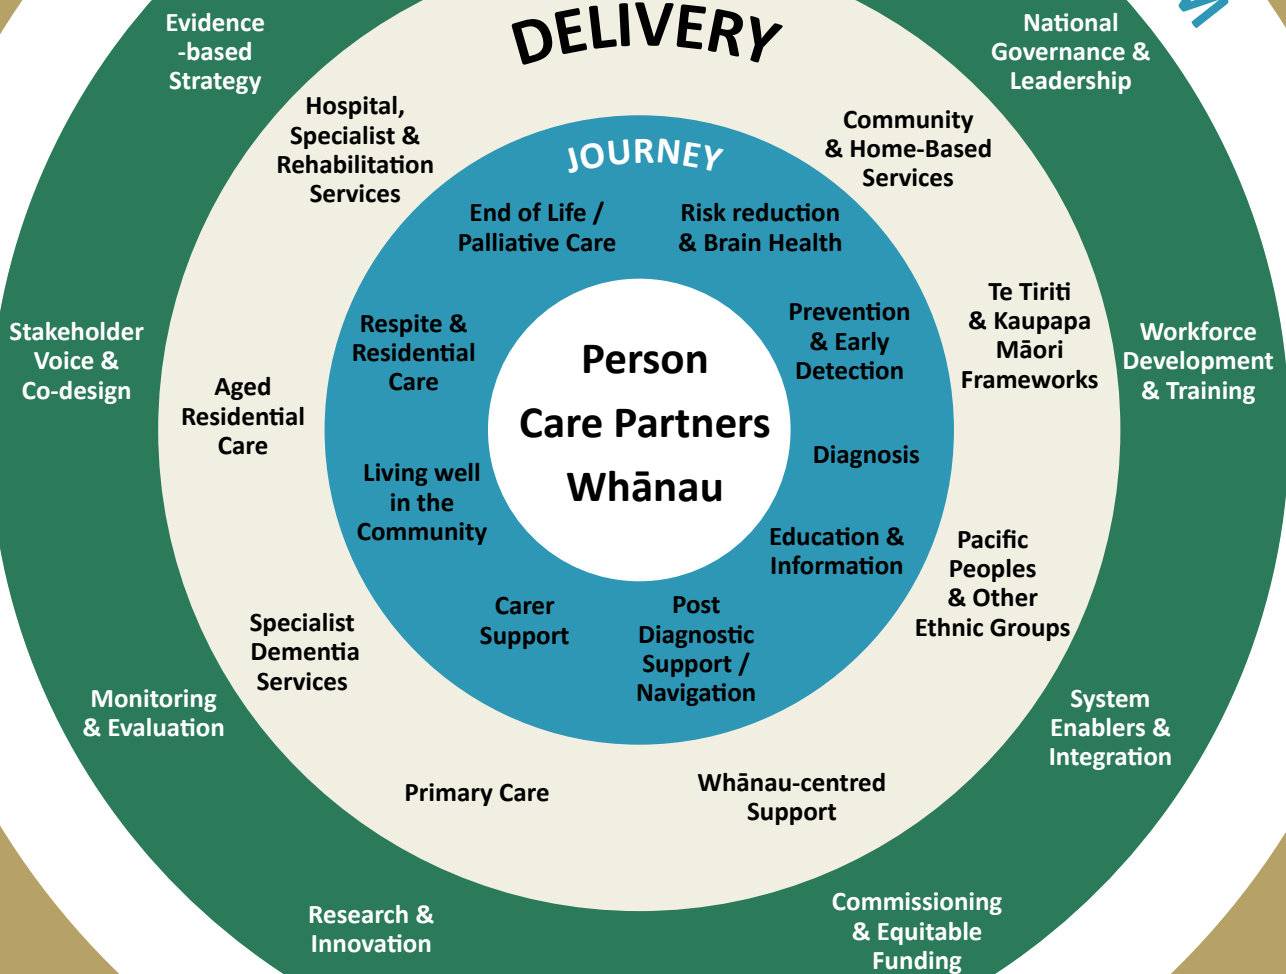 DELIVERY
Evidence
-based
Strategy
National
Governance &
Leadership
Workforce
Development
& Training
System
Enablers &
Integration
Commissioning
& Equitable
Funding
Research &
Innovation
Monitoring
& Evaluation
Stakeholder
Voice &
Co-design
Hospital,
Specialist &
Rehabilitation
Services
Community
& Home-Based
Services
Te Tiriti
& Kaupapa
Māori
Frameworks
Pacific
Peoples
& Other
Ethnic Groups
Whānau-centred
Support
Primary Care
Specialist
Dementia
Services
Aged
Residential
Care
JOURNEY
End of Life /
Palliative Care
Risk reduction
& Brain Health
Prevention
& Early
Detection
Diagnosis
Education &
Information
Post
Diagnostic
Support /
Navigation
Carer
Support
Living well
in the
Community
Respite &
Residential
Care
Person
Care Partners
Whānau